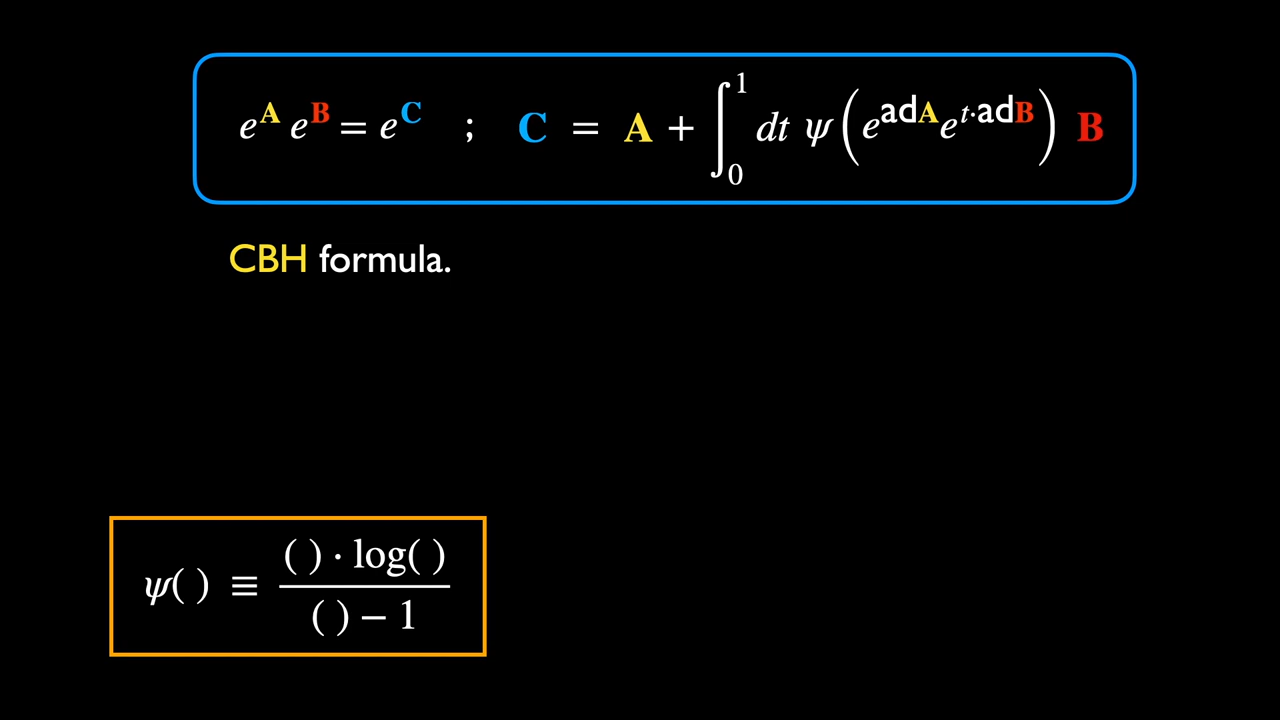 e^A e^B = e^C ; C = A + ∫₀¹ dt ψ(e^{adA} e^{t·adB}) B
CBH formula.
ψ( ) ≡ ( ) · log( ) / ( ) − 1